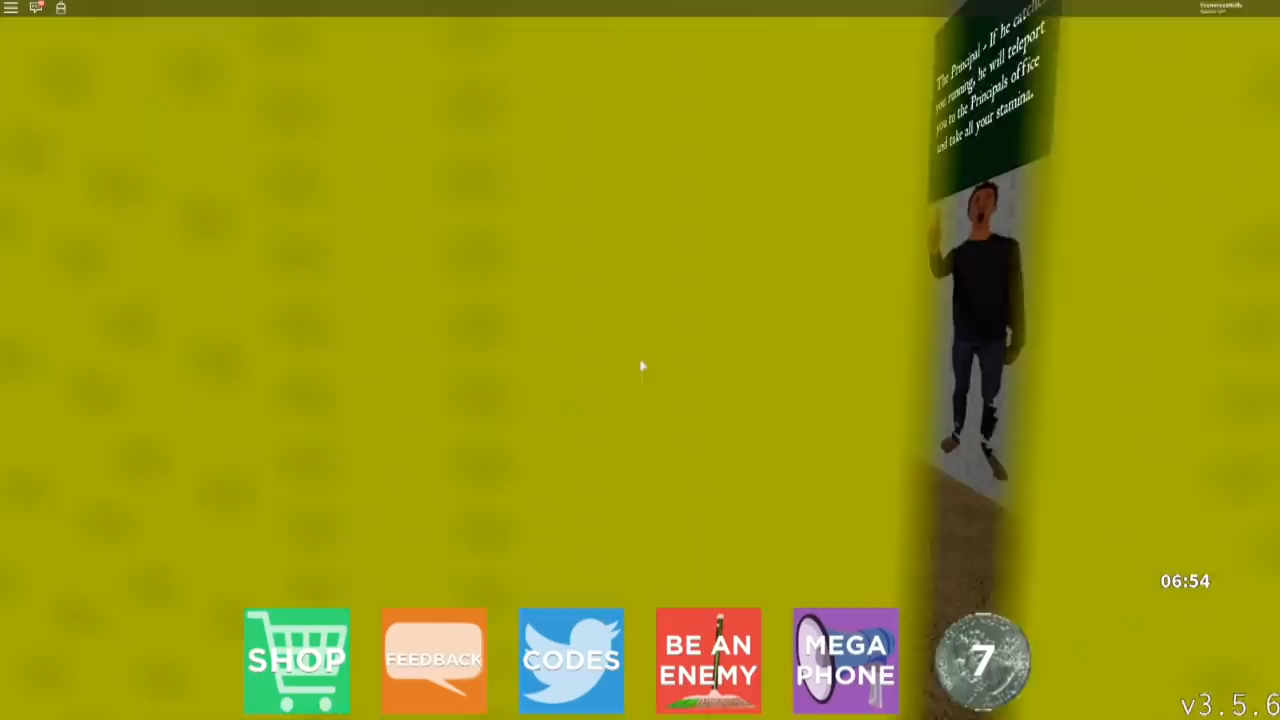 The Principal - If he catches
you running, he will teleport
you to the Principals office
and take all your stamina.
06:54
SHOP
FEEDBACK
CODES
BE AN
ENEMY
MEGA
PHONE
7
v3.5.6